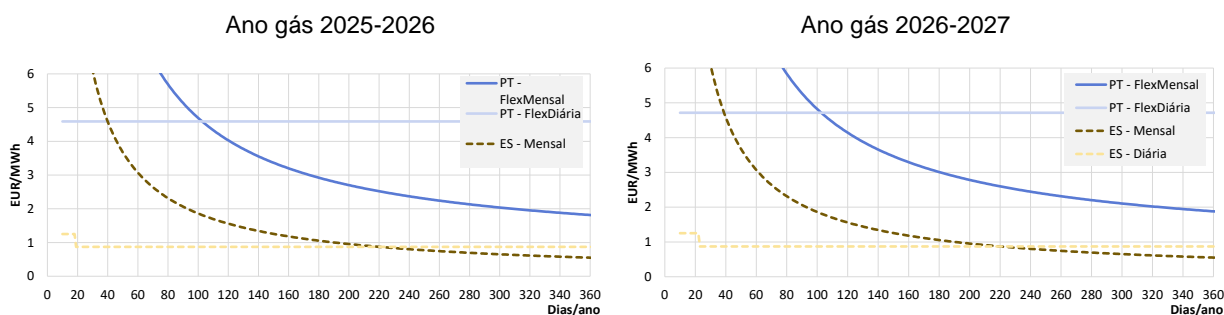 Ano gás 2025-2026
EUR/MWh
6
5
4
3
2
1
0
PT -
FlexMensal
PT - FlexDiária
ES - Mensal
0 20 40 60 80 100 120 140 160 180 200 220 240 260 280 300 320 340 360
Dias/ano
Ano gás 2026-2027
EUR/MWh
6
5
4
3
2
1
0
PT - FlexMensal
PT - FlexDiária
ES - Mensal
ES - Diária
0 20 40 60 80 100 120 140 160 180 200 220 240 260 280 300 320 340 360
Dias/ano